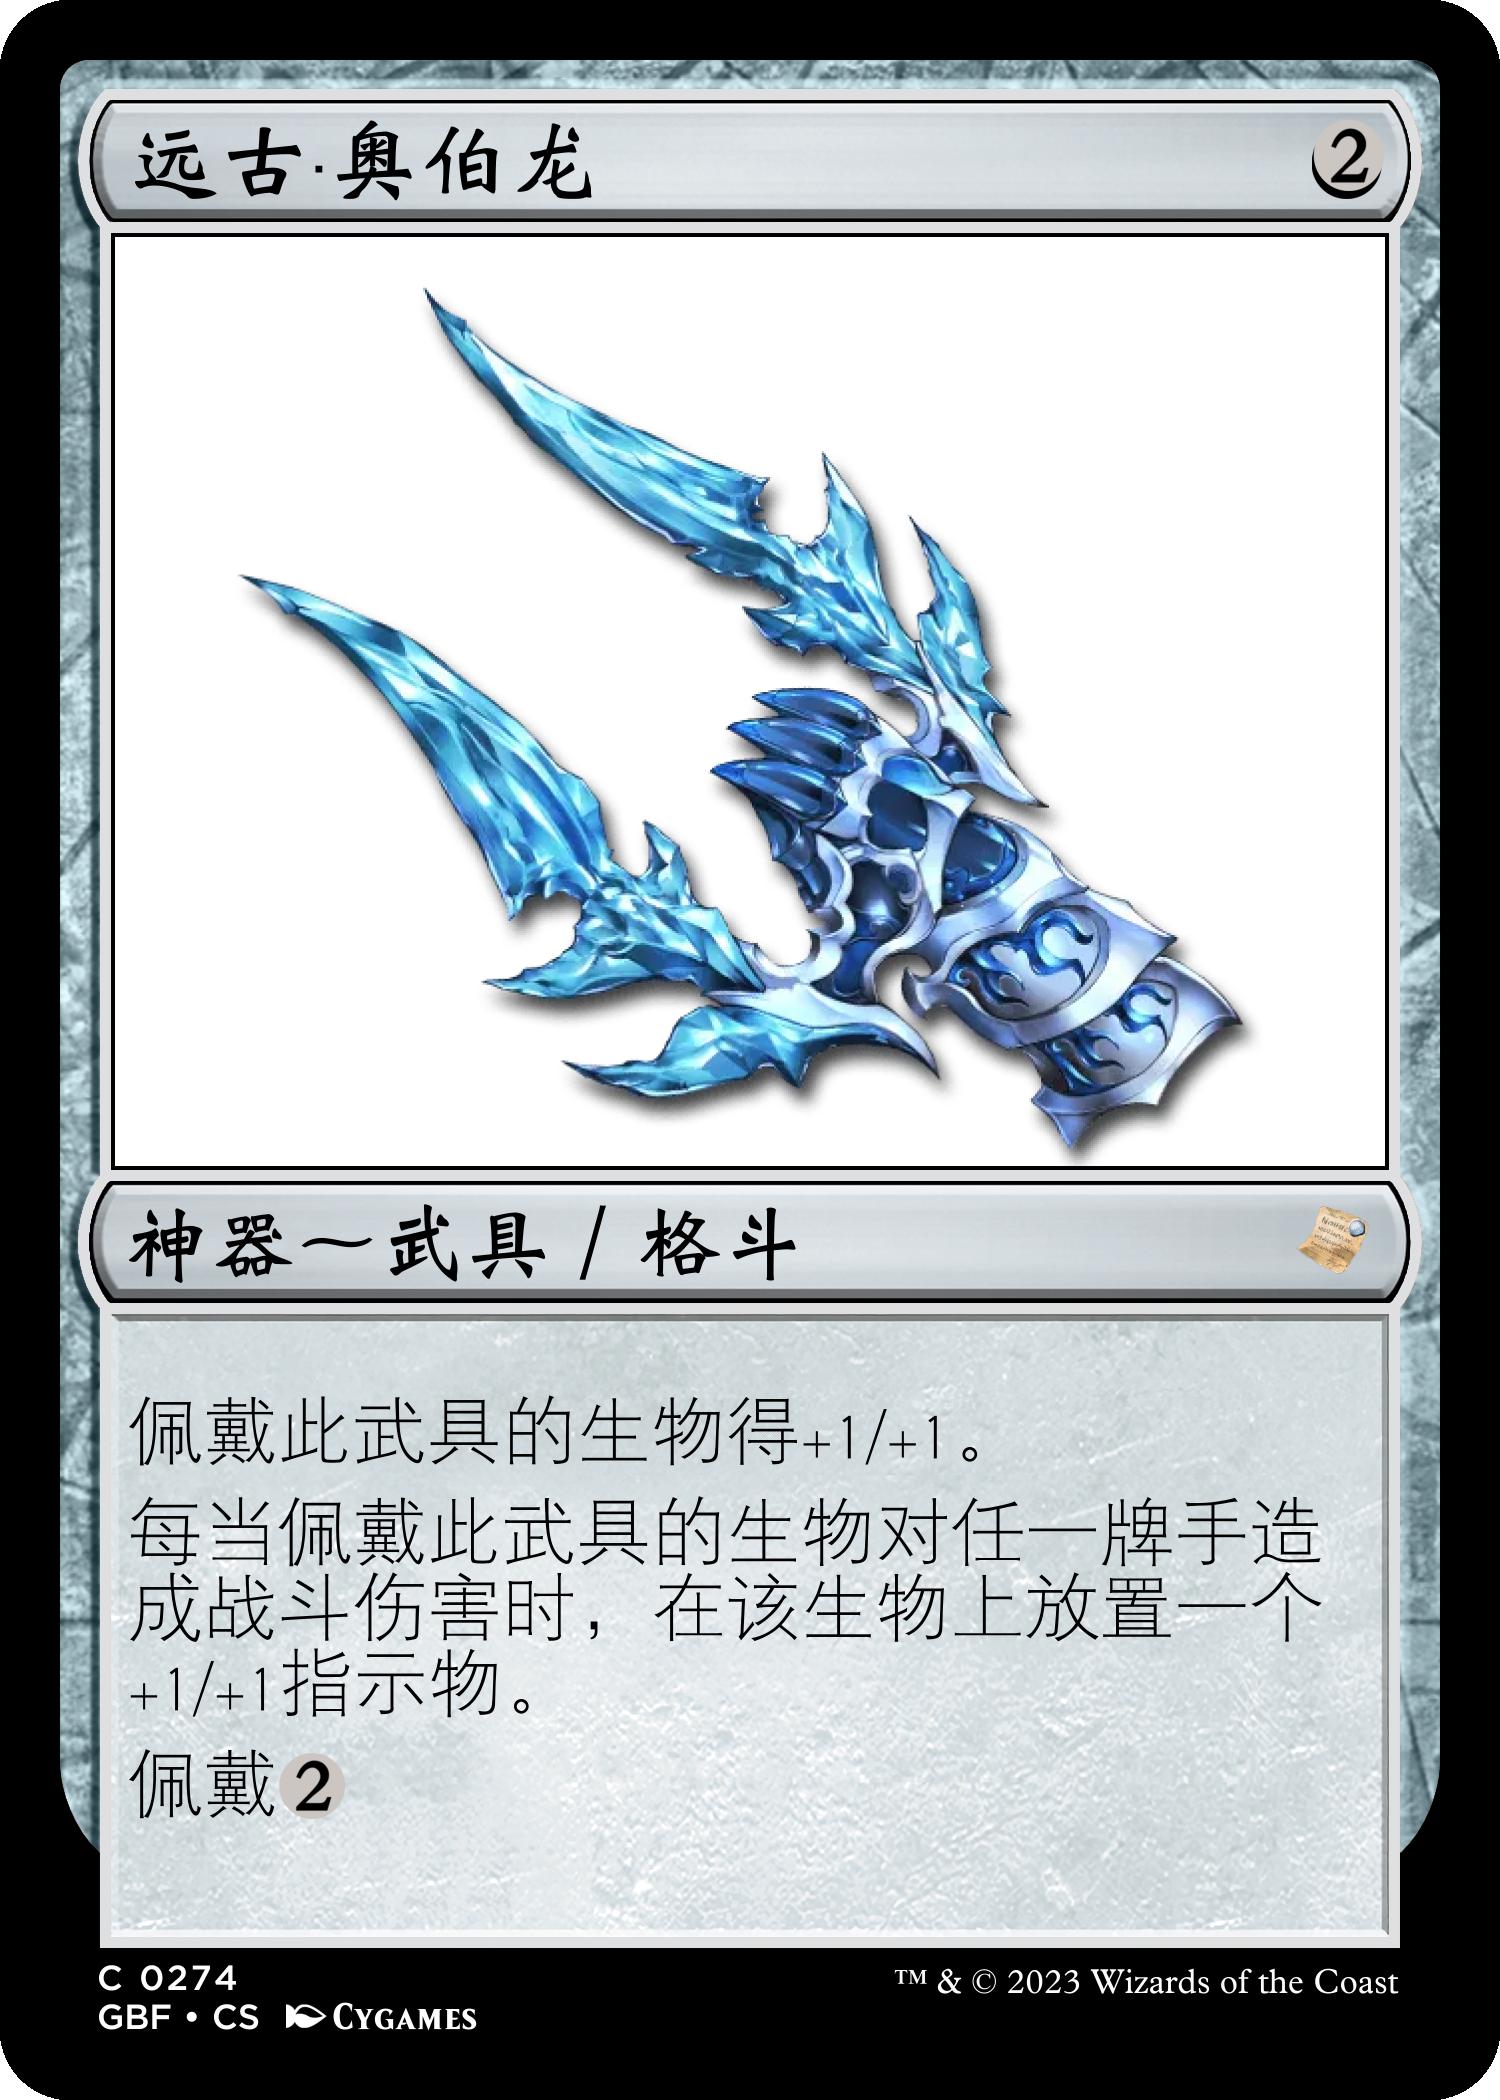 远古·奥伯龙
2
神器～武具 / 格斗
佩戴此武具的生物得+1/+1。
每当佩戴此武具的生物对任一牌手造
成战斗伤害时，在该生物上放置一个
+1/+1指示物。
佩戴2
C 0274
GBF • CS CYGAMES
™ & © 2023 Wizards of the Coast